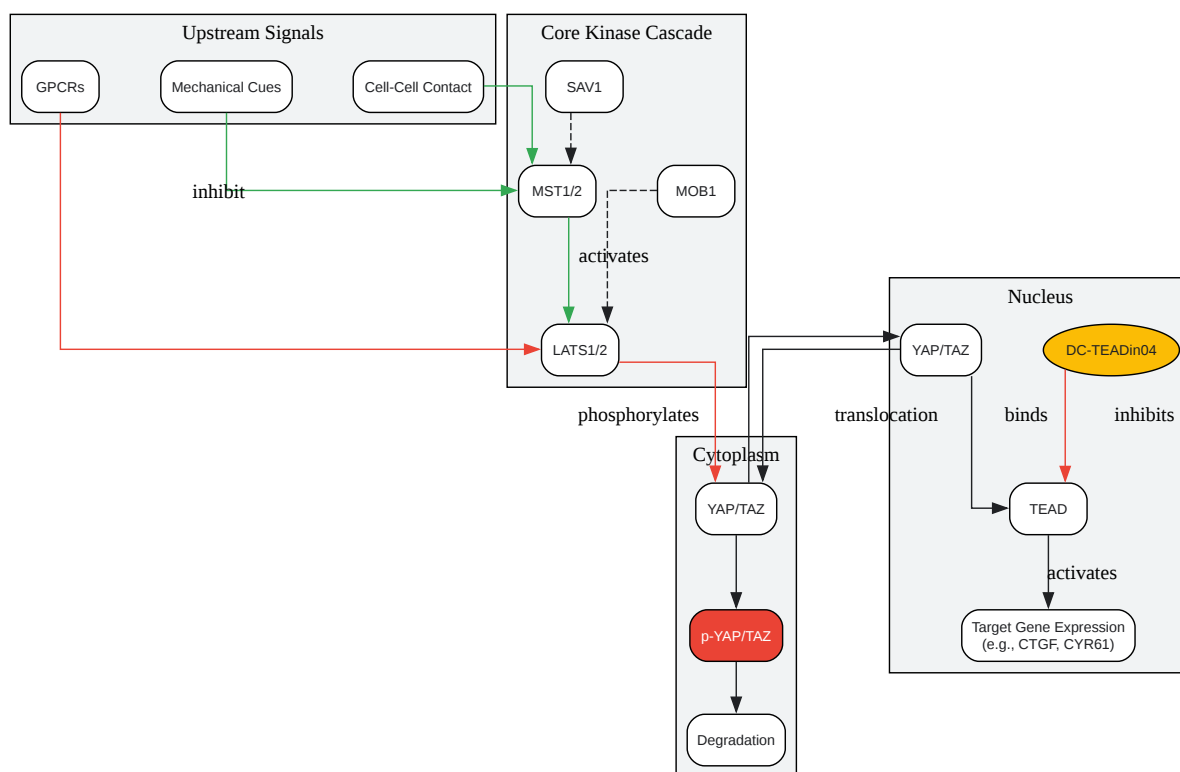 Upstream Signals
Core Kinase Cascade
GPCRs
Mechanical Cues
Cell-Cell Contact
SAV1
inhibit
MST1/2
MOB1
activates
Nucleus
LATS1/2
YAP/TAZ
DC-TEADin04
phosphorylates
translocation
binds
inhibits
Cytoplasm
YAP/TAZ
TEAD
activates
p-YAP/TAZ
Target Gene Expression
(e.g., CTGF, CYR61)
Degradation